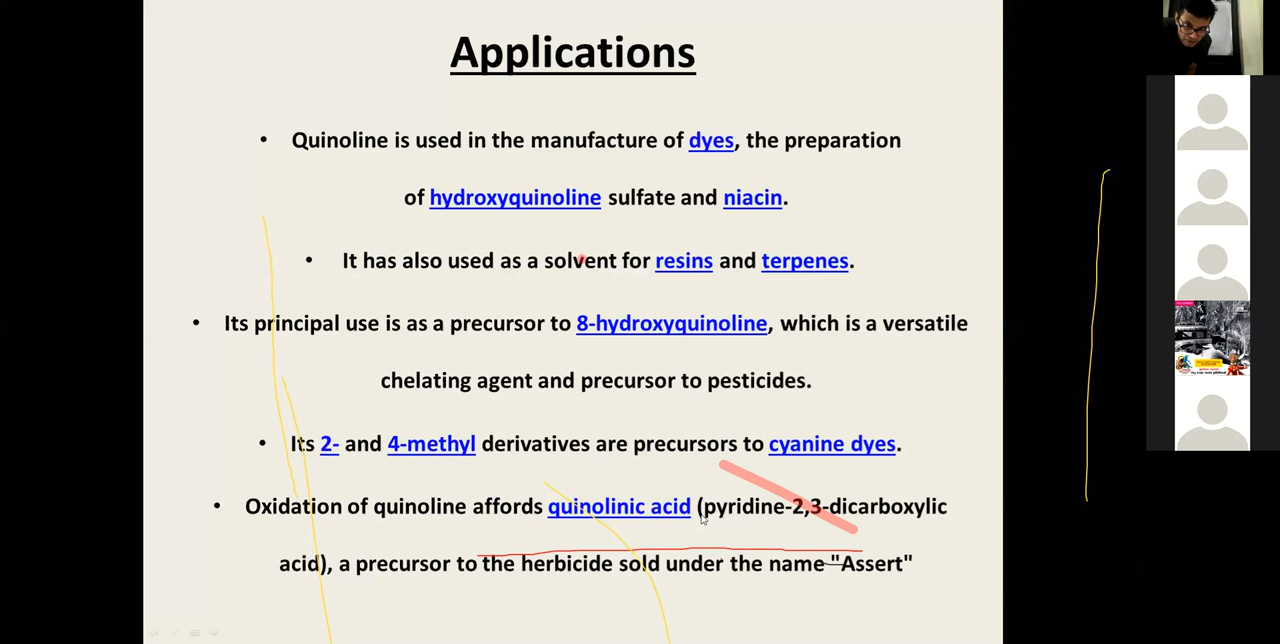 Applications
• Quinoline is used in the manufacture of dyes, the preparation
of hydroxyquinoline sulfate and niacin.
• It has also used as a solvent for resins and terpenes.
• Its principal use is as a precursor to 8-hydroxyquinoline, which is a versatile
chelating agent and precursor to pesticides.
• Its 2- and 4-methyl derivatives are precursors to cyanine dyes.
• Oxidation of quinoline affords quinolinic acid (pyridine-2,3-dicarboxylic
acid), a precursor to the herbicide sold under the name "Assert"